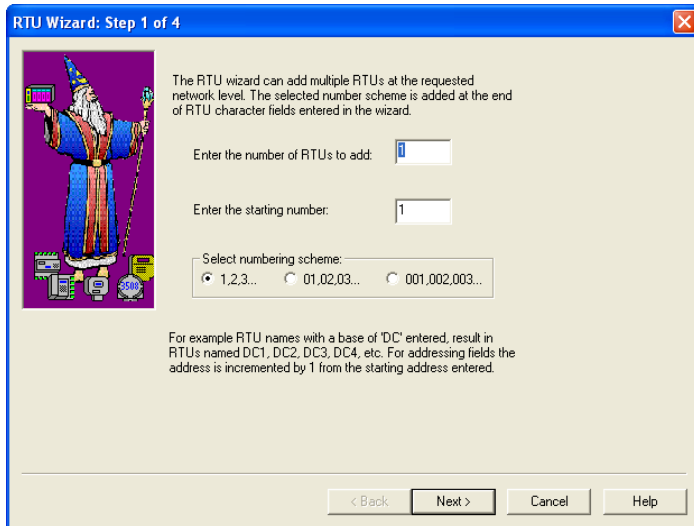 RTU Wizard: Step 1 of 4
The RTU wizard can add multiple RTUs at the requested
network level. The selected number scheme is added at the end
of RTU character fields entered in the wizard.
Enter the number of RTUs to add: 1
Enter the starting number: 1
Select numbering scheme:
1,2,3... 01,02,03... 001,002,003...
3508
For example RTU names with a base of 'DC' entered, result in
RTUs named DC1, DC2, DC3, DC4, etc. For addressing fields the
address is incremented by 1 from the starting address entered.
< Back Next > Cancel Help